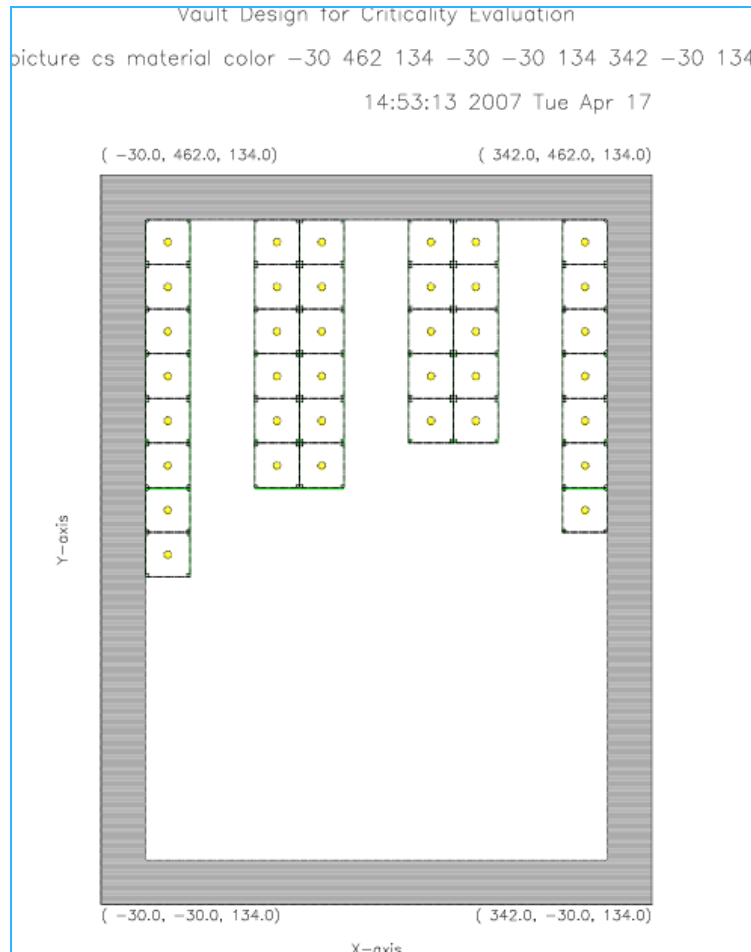 Vault Design for Criticality Evaluation
picture cs material color −30 462 134 −30 −30 134 342 −30 134
14:53:13 2007 Tue Apr 17
( −30.0, 462.0, 134.0) ( 342.0, 462.0, 134.0)
Y−axis
( −30.0, −30.0, 134.0) ( 342.0, −30.0, 134.0)
X−axis